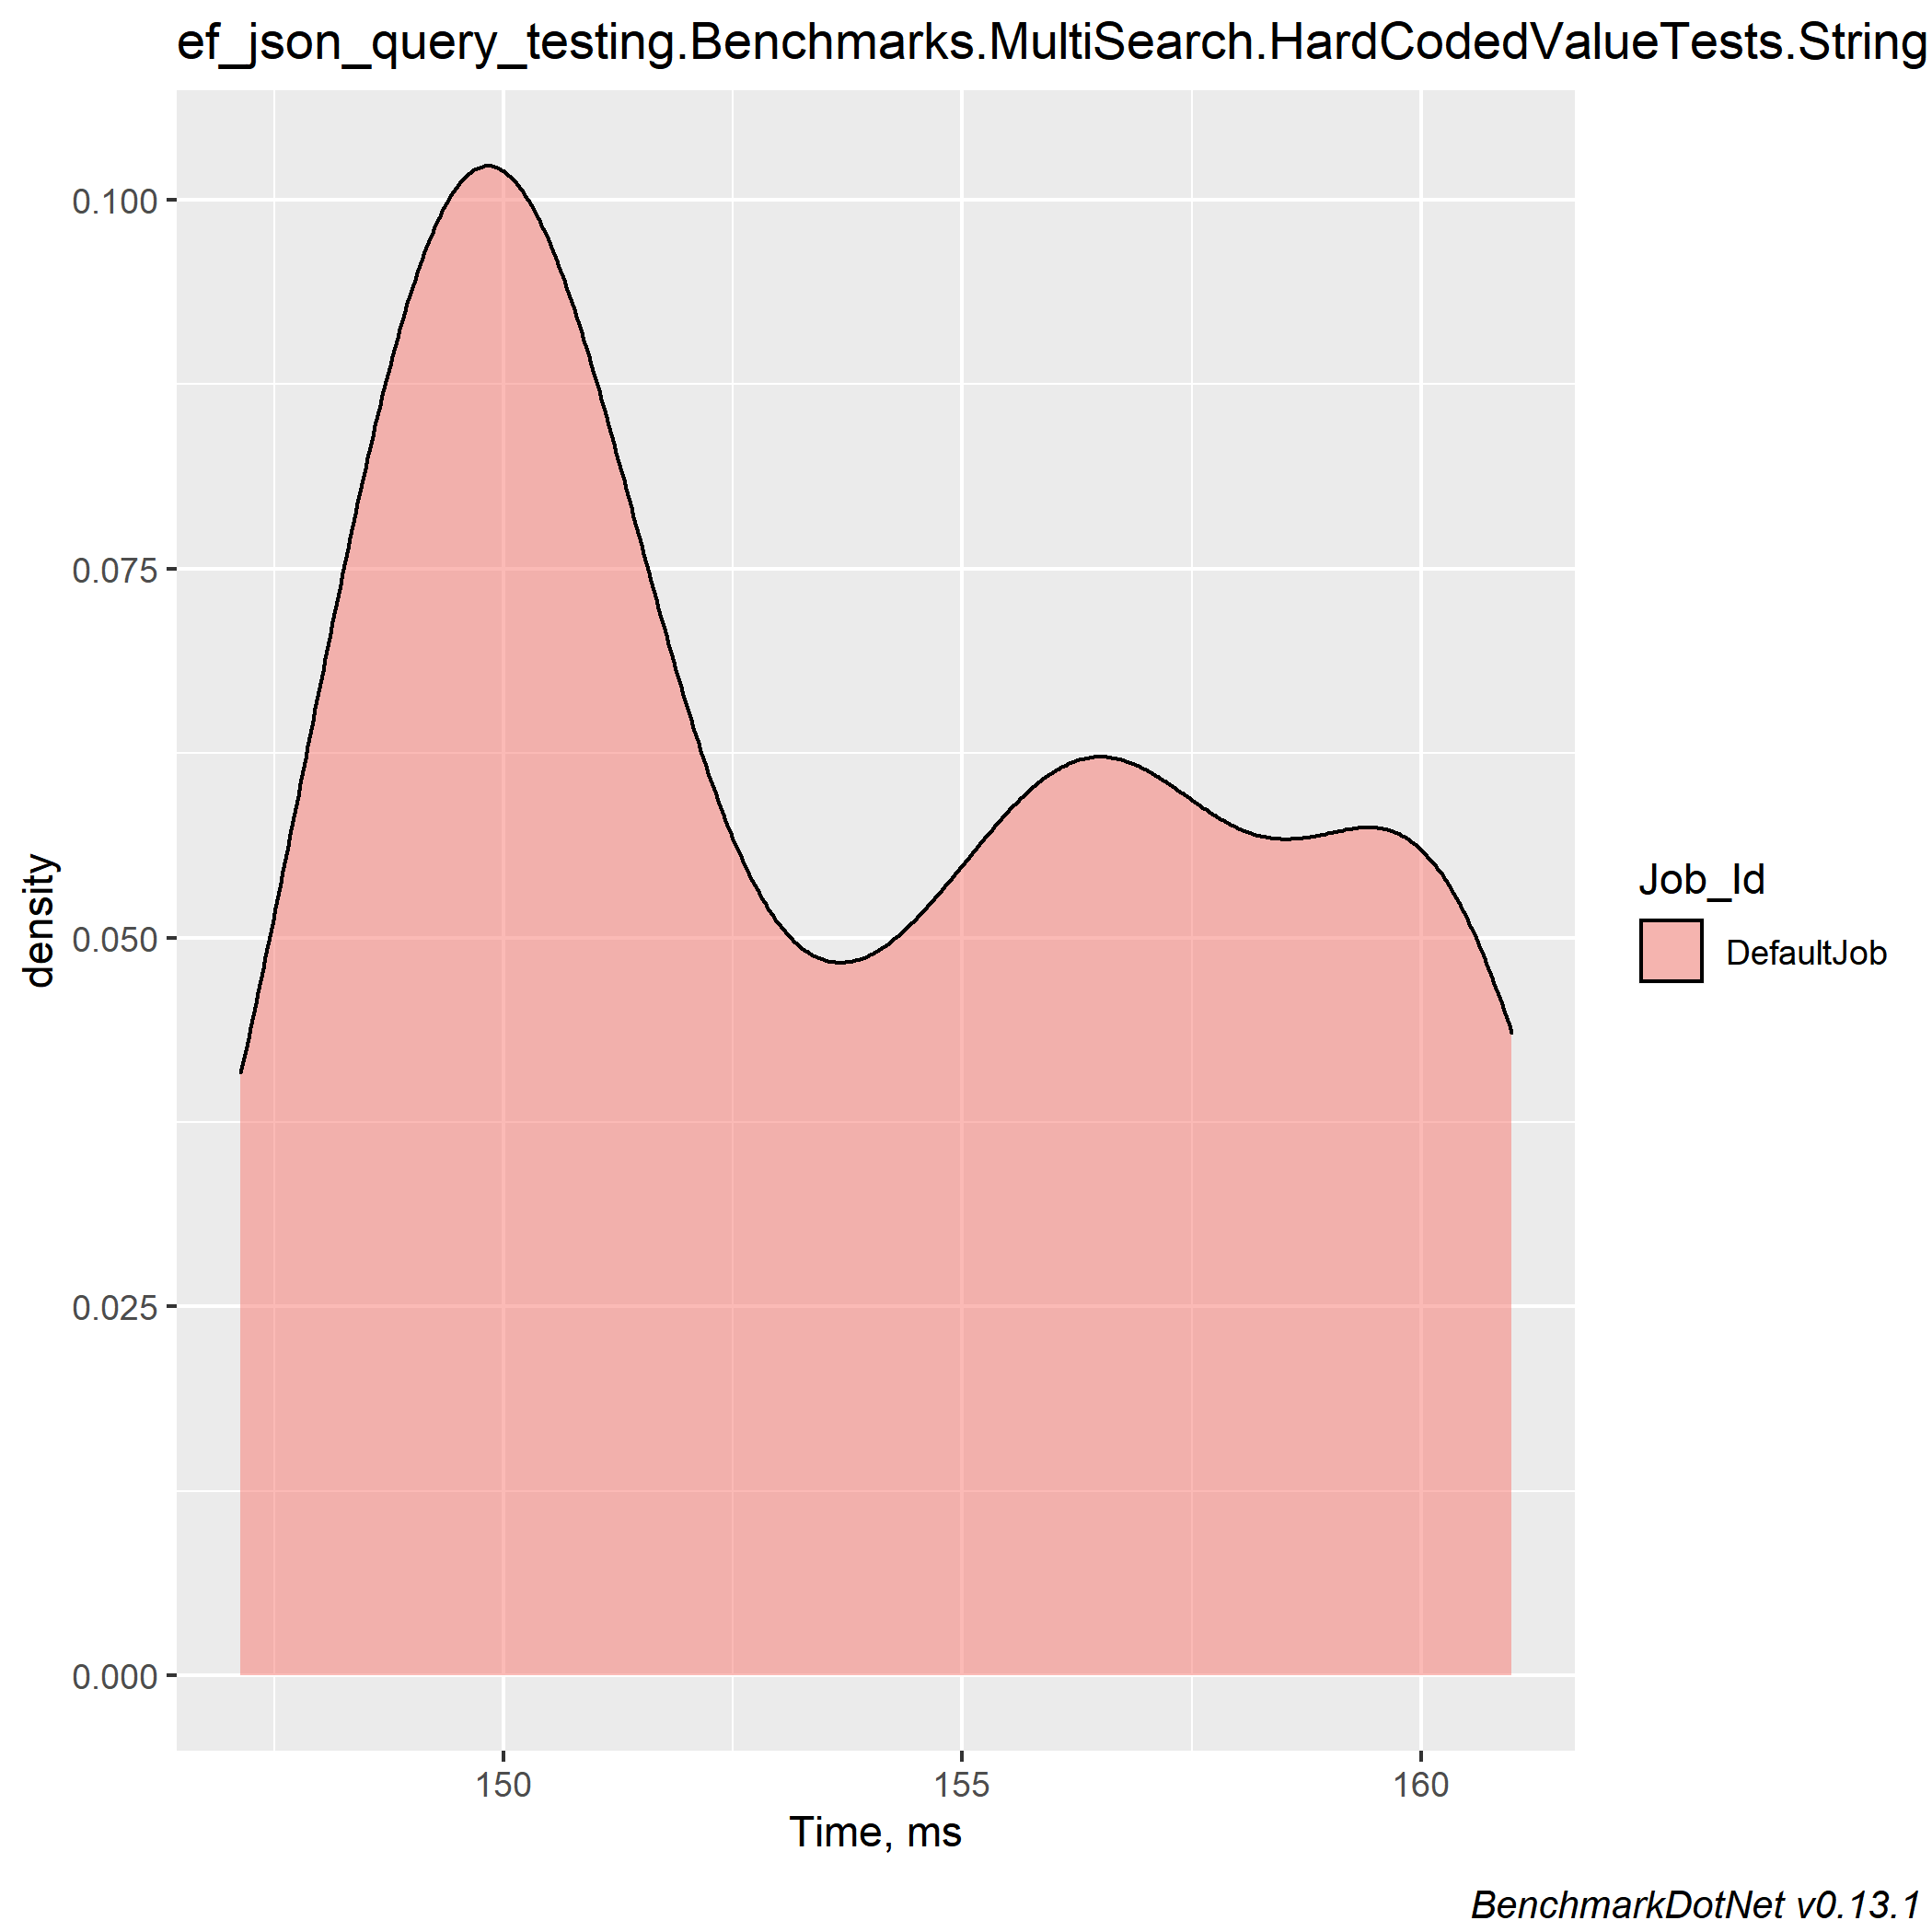 ef_json_query_testing.Benchmarks.MultiSearch.HardCodedValueTests.String
0.100
0.075
0.050
0.025
0.000
density
150 155 160
Time, ms
Job_Id
DefaultJob
BenchmarkDotNet v0.13.1